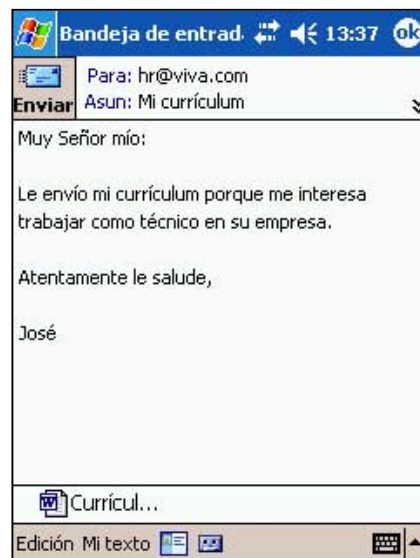 Bandeja de entrad. 13:37 ok
Para: hr@viva.com
Enviar Asun: Mi currículum
Muy Señor mío:
Le envío mi currículum porque me interesa
trabajar como técnico en su empresa.
Atentamente le salude,
José
Currícul...
Edición Mi texto